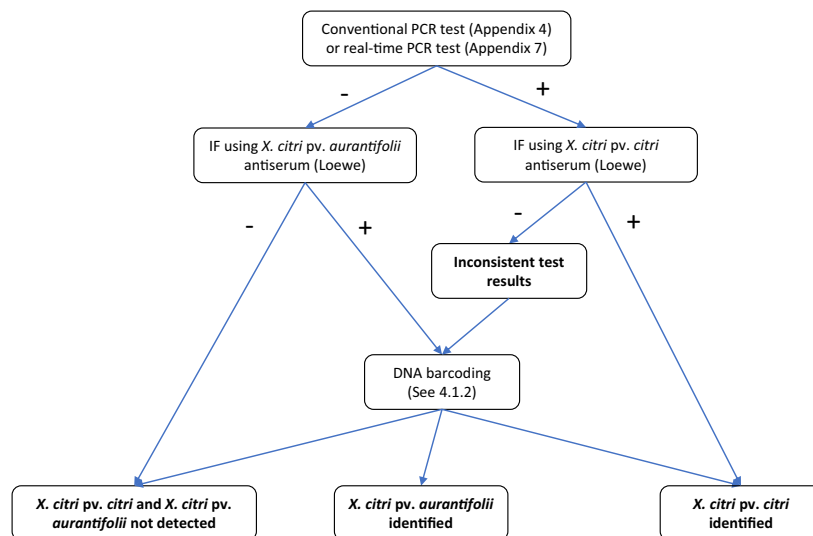 Conventional PCR test (Appendix 4)
or real-time PCR test (Appendix 7)
-
+
IF using X. citri pv. aurantifolii
antiserum (Loewe)
IF using X. citri pv. citri
antiserum (Loewe)
-
+
-
+
Inconsistent test
results
DNA barcoding
(See 4.1.2)
X. citri pv. citri and X. citri pv.
aurantifolii not detected
X. citri pv. aurantifolii
identified
X. citri pv. citri
identified